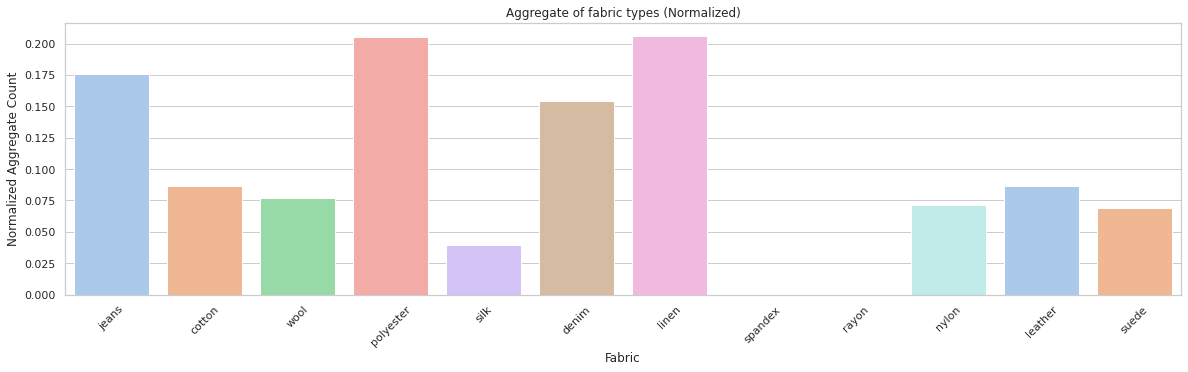 Aggregate of fabric types (Normalized)
Normalized Aggregate Count
0.200
0.175
0.150
0.125
0.100
0.075
0.050
0.025
0.000
jeans
cotton
wool
polyester
silk
denim
linen
spandex
rayon
nylon
leather
suede
Fabric